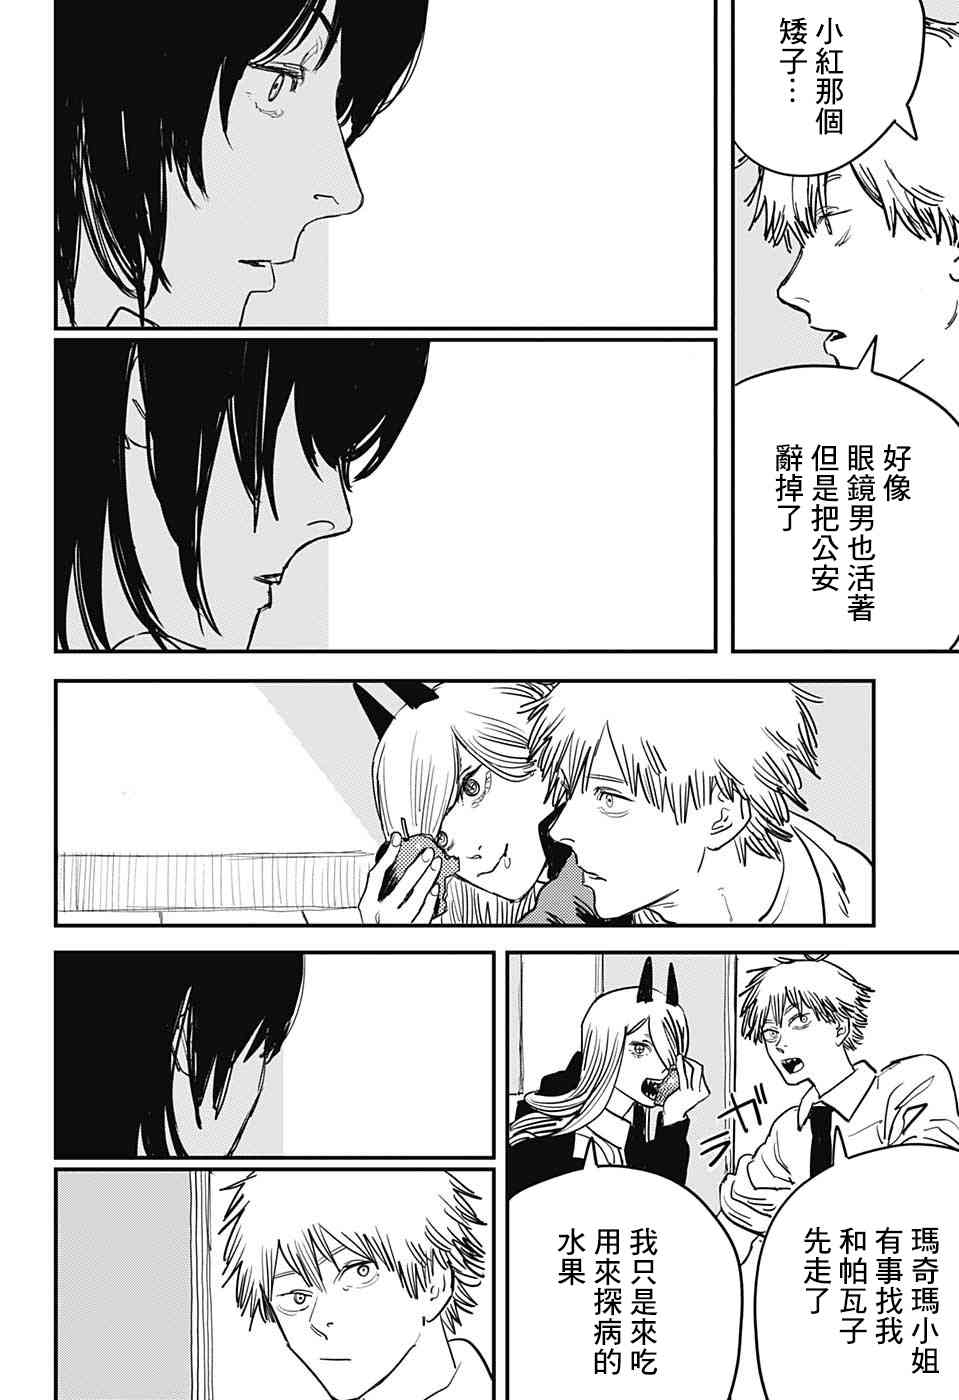 小紅那個
矮子…
好像
眼鏡男也活著
但是把公安
辭掉了
瑪奇瑪小姐
有事找我
和帕瓦子
先走了
ガ
我只是來吃
用來探病的
水果